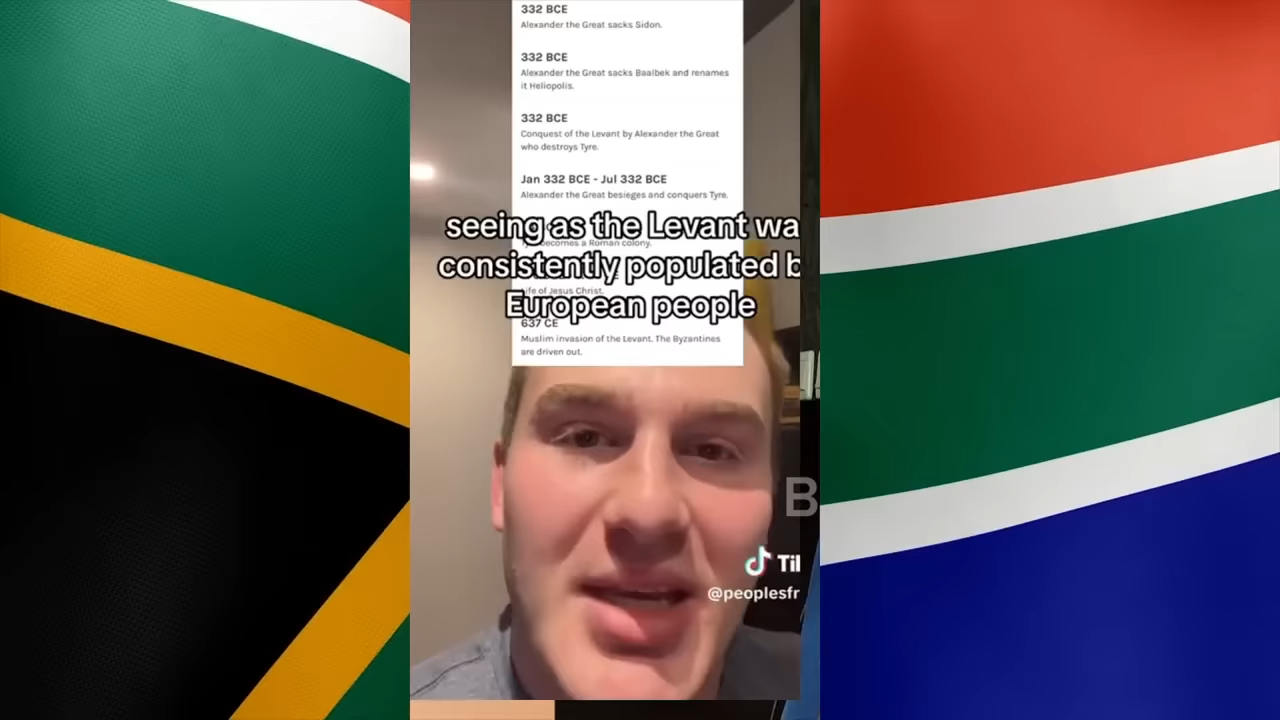 332 BCE
Alexander the Great sacks Sidon.
332 BCE
Alexander the Great sacks Baalbek and renames
it Heliopolis.
332 BCE
Conquest of the Levant by Alexander the Great
who destroys Tyre.
Jan 332 BCE - Jul 332 BCE
Alexander the Great besieges and conquers Tyre.
seeing as the Levant wa
becomes a Roman colony.
consistently populated b
ife of Jesus Christ.
European people
637 CE
Muslim invasion of the Levant. The Byzantines
are driven out.
B
Til
@peoplesfr